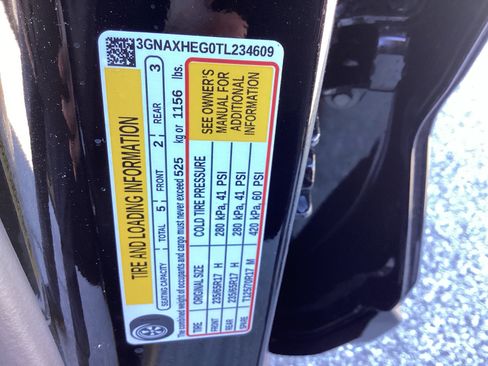 3GNAXHEG0TL234609
TIRE AND LOADING INFORMATION
SEATING CAPACITY TOTAL 5 FRONT 2 REAR 3
The combined weight of occupants and cargo must never exceed 525 kg or 1156 lbs.
TIRE ORIGINAL SIZE COLD TIRE PRESSURE
FRONT 235/65R17 H 280 kPa, 41 PSI
REAR 235/65R17 H 280 kPa, 41 PSI
SPARE T125/70R17 M 420 kPa, 60 PSI
SEE OWNER'S
MANUAL FOR
ADDITIONAL
INFORMATION